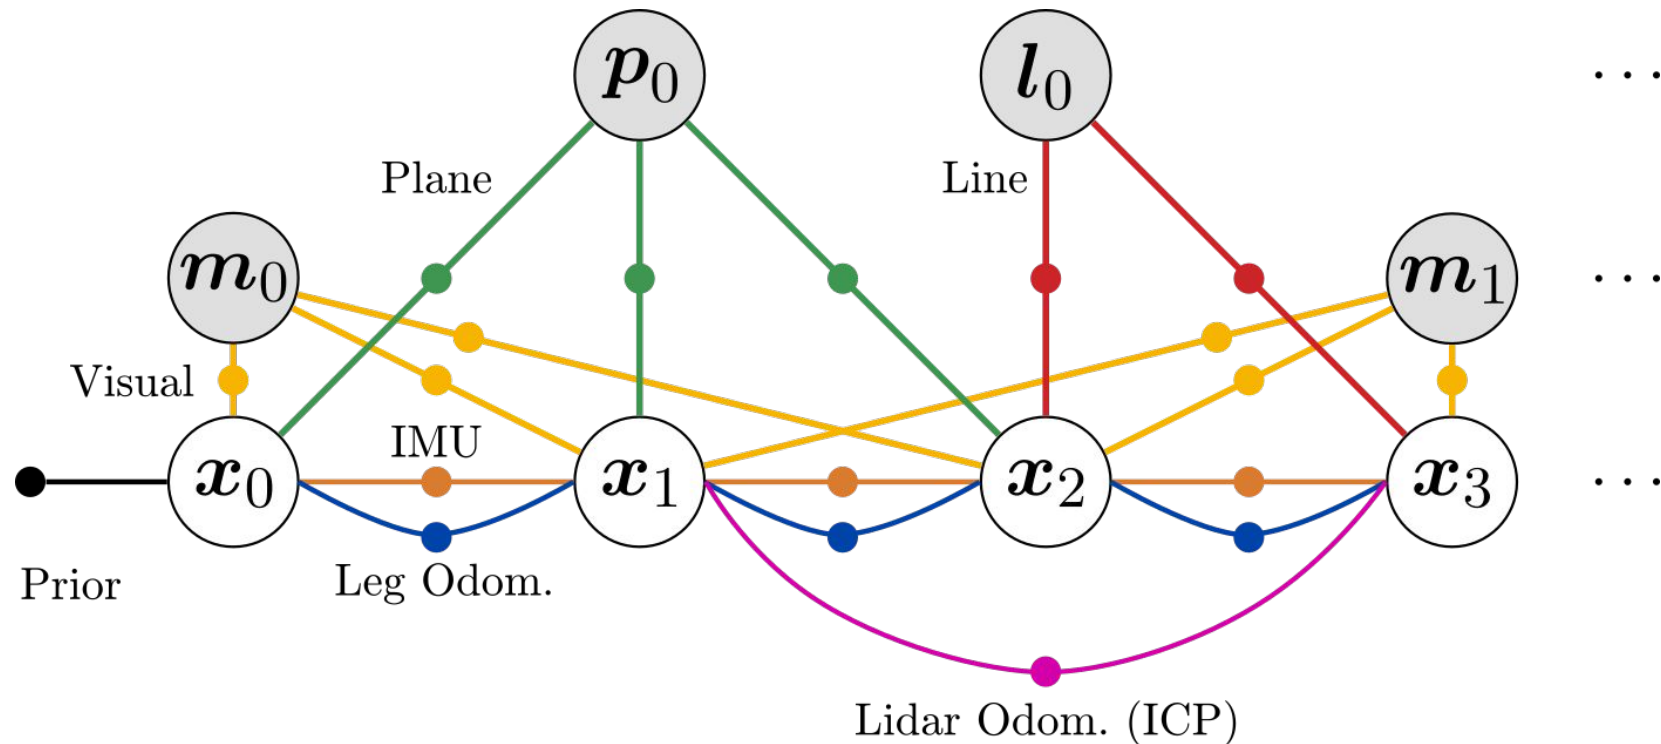 p₀
l₀
...
Plane
Line
m₀
m₁
...
Visual
IMU
x₀
x₁
x₂
x₃
...
Prior
Leg Odom.
Lidar Odom. (ICP)